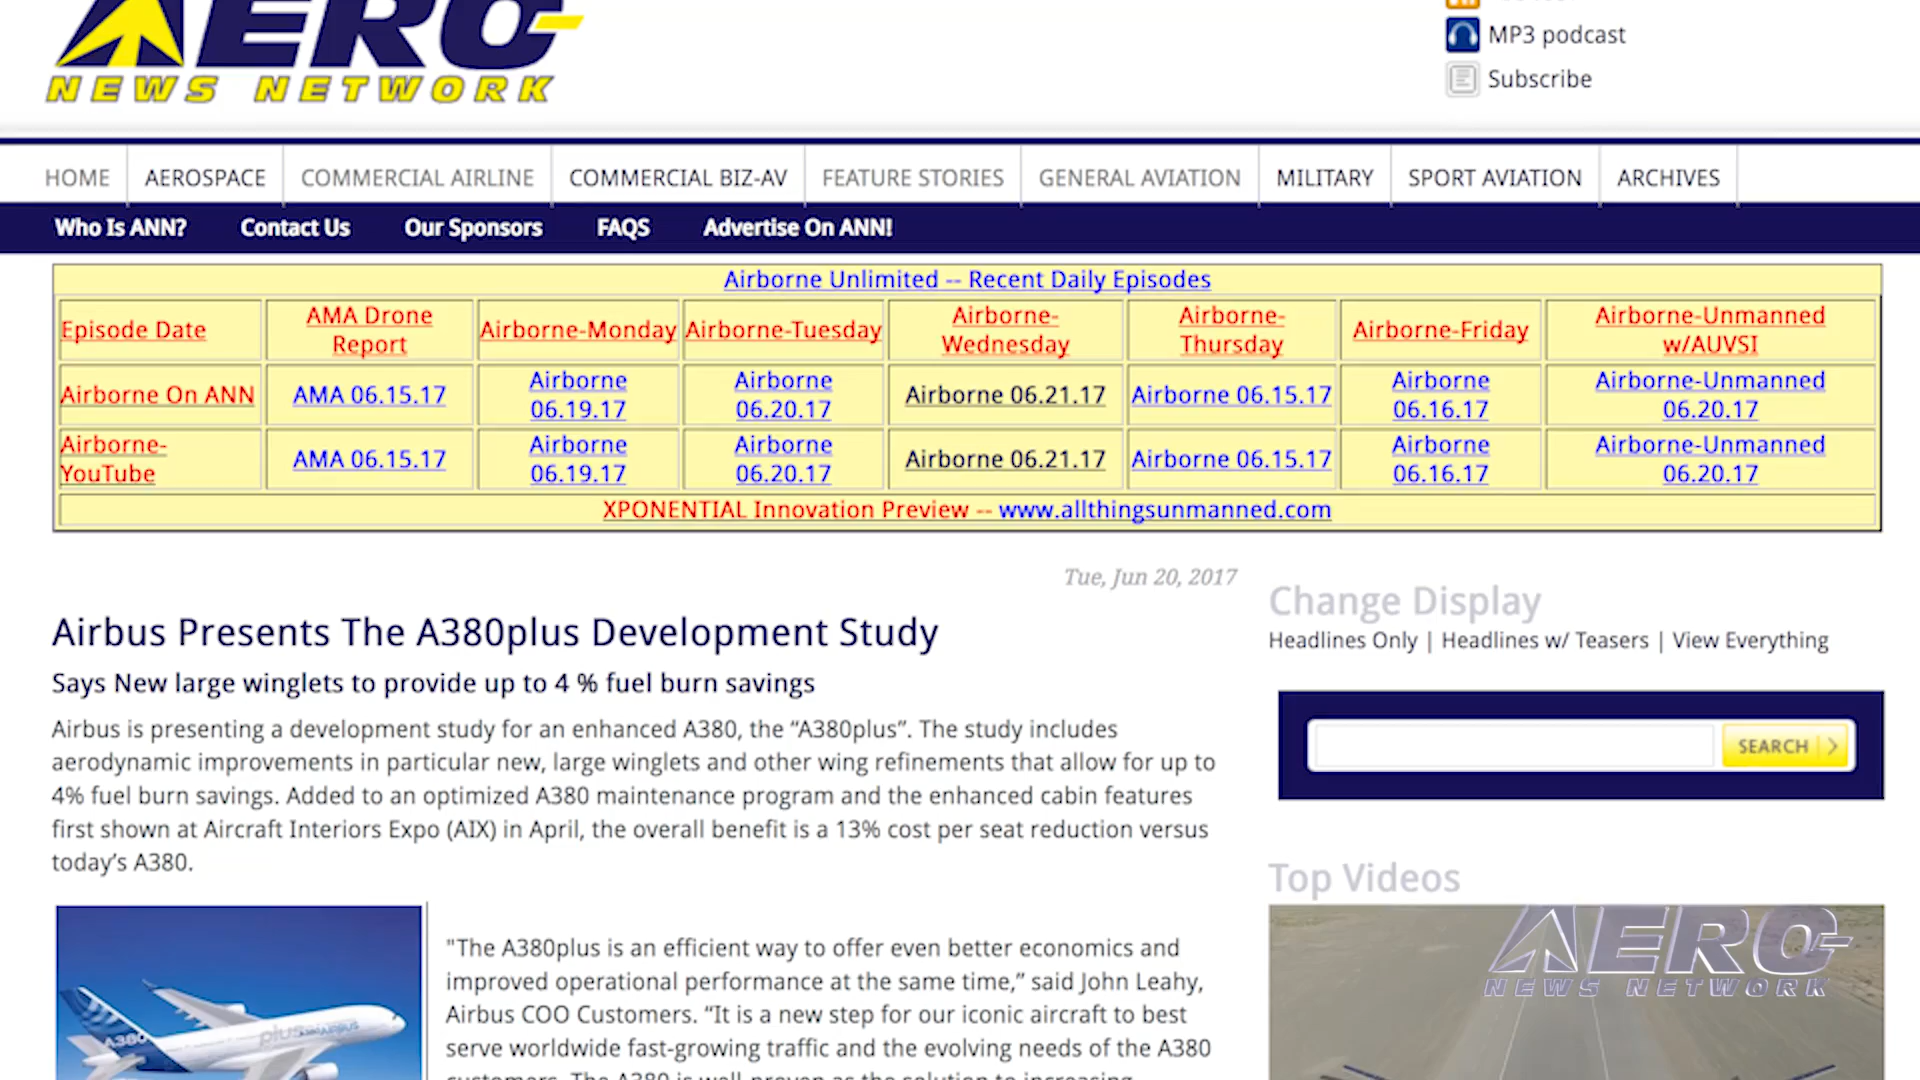 AERO-
NEWS NETWORK
MP3 podcast
Subscribe
HOME AEROSPACE COMMERCIAL AIRLINE COMMERCIAL BIZ-AV FEATURE STORIES GENERAL AVIATION MILITARY SPORT AVIATION ARCHIVES
Who Is ANN? Contact Us Our Sponsors FAQS Advertise On ANN!
Airborne Unlimited -- Recent Daily Episodes
Episode Date
AMA Drone
Report
Airborne-Monday
Airborne-Tuesday
Airborne-
Wednesday
Airborne-
Thursday
Airborne-Friday
Airborne-Unmanned
w/AUVSI
Airborne On ANN
AMA 06.15.17
Airborne
06.19.17
Airborne
06.20.17
Airborne 06.21.17
Airborne 06.15.17
Airborne
06.16.17
Airborne-Unmanned
06.20.17
Airborne-
YouTube
AMA 06.15.17
Airborne
06.19.17
Airborne
06.20.17
Airborne 06.21.17
Airborne 06.15.17
Airborne
06.16.17
Airborne-Unmanned
06.20.17
XPONENTIAL Innovation Preview -- www.allthingsunmanned.com
Tue, Jun 20, 2017
Airbus Presents The A380plus Development Study
Says New large winglets to provide up to 4 % fuel burn savings
Airbus is presenting a development study for an enhanced A380, the “A380plus”. The study includes
aerodynamic improvements in particular new, large winglets and other wing refinements that allow for up to
4% fuel burn savings. Added to an optimized A380 maintenance program and the enhanced cabin features
first shown at Aircraft Interiors Expo (AIX) in April, the overall benefit is a 13% cost per seat reduction versus
today’s A380.
A380
plus AIRBUS
"The A380plus is an efficient way to offer even better economics and
improved operational performance at the same time,” said John Leahy,
Airbus COO Customers. “It is a new step for our iconic aircraft to best
serve worldwide fast-growing traffic and the evolving needs of the A380
customers. The A380 is well-proven as the solution to increasing
Change Display
Headlines Only | Headlines w/ Teasers | View Everything
SEARCH
Top Videos
AERO-
NEWS NETWORK